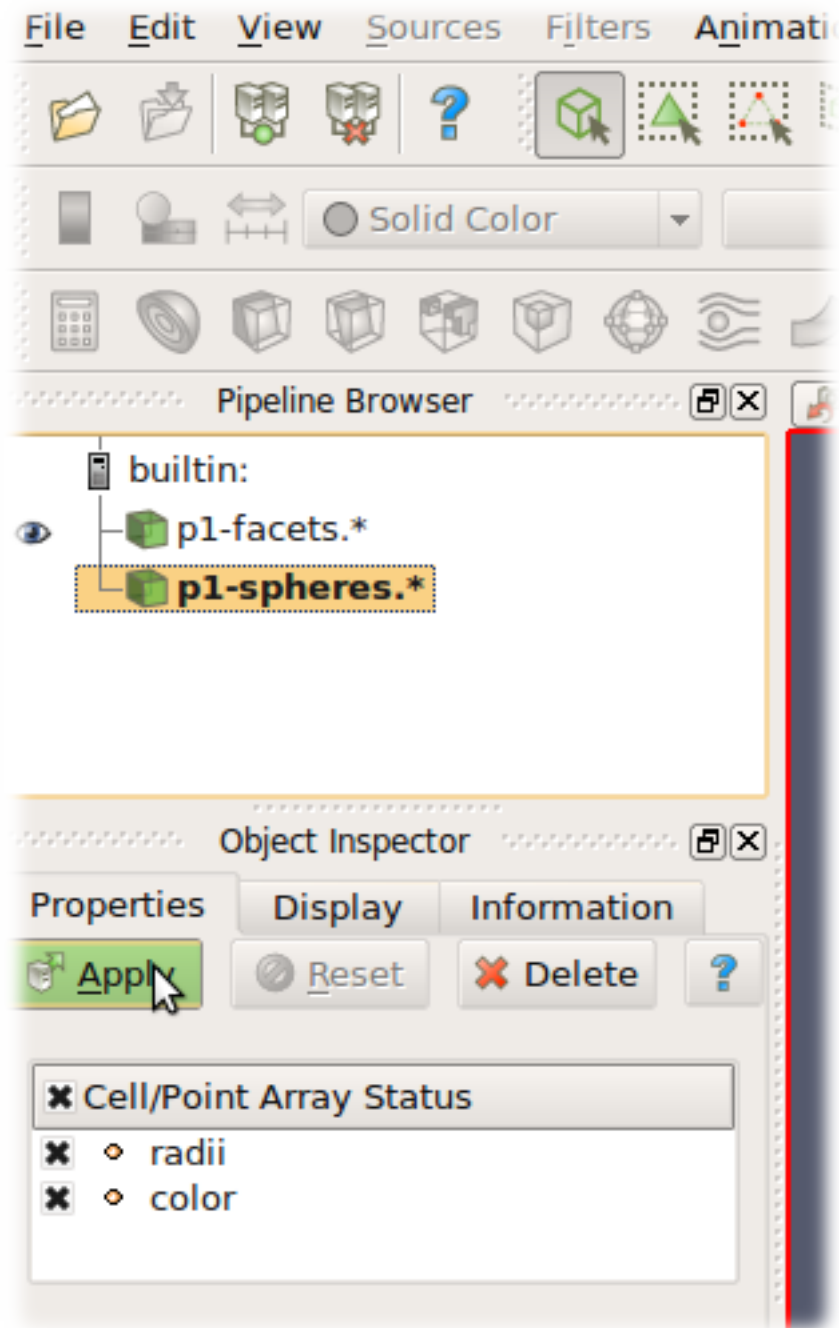 File Edit View Sources Filters Animati
Solid Color
Pipeline Browser
builtin:
p1-facets.*
p1-spheres.*
Object Inspector
Properties Display Information
Apply Reset Delete ?
Cell/Point Array Status
radii
color